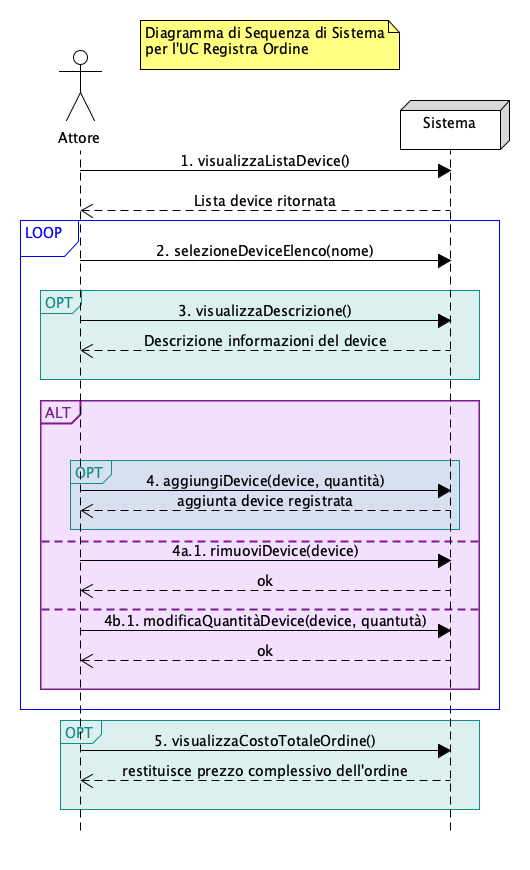 Diagramma di Sequenza di Sistema
per l'UC Registra Ordine
Attore
Sistema
1. visualizzaListaDevice()
Lista device ritornata
LOOP
2. selezioneDeviceElenco(nome)
OPT
3. visualizzaDescrizione()
Descrizione informazioni del device
ALT
OPT
4. aggiungiDevice(device, quantità)
aggiunta device registrata
4a.1. rimuoviDevice(device)
ok
4b.1. modificaQuantitàDevice(device, quantutà)
ok
OPT
5. visualizzaCostoTotaleOrdine()
restituisce prezzo complessivo dell'ordine